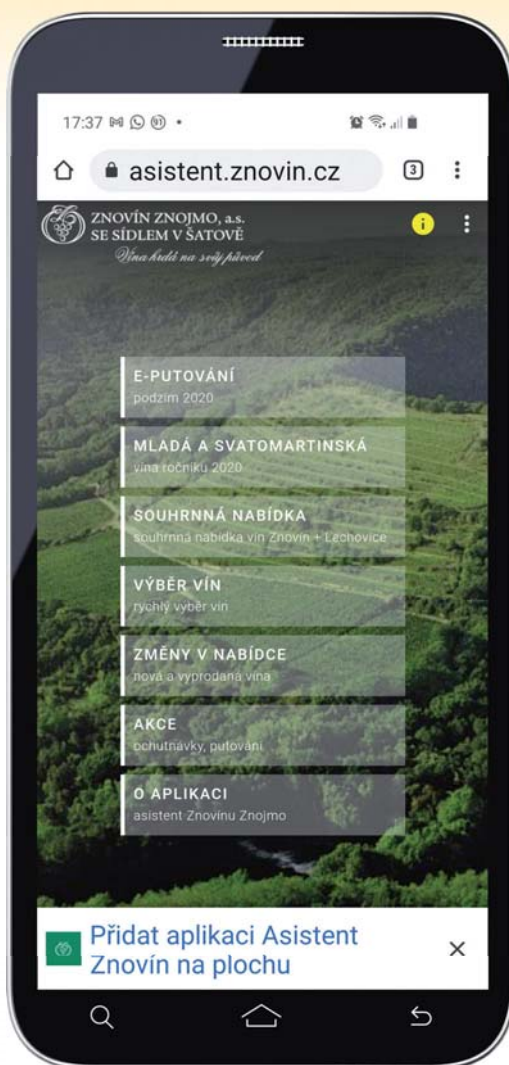 17:37
asistent.znovin.cz
3
ZNOVÍN ZNOJMO, a.s.
SE SÍDLEM V ŠATOVĚ
Vína hrdá na svůj původ
i
E-PUTOVÁNÍ
podzim 2020
MLADÁ A SVATOMARTINSKÁ
vína ročníku 2020
SOUHRNNÁ NABÍDKA
souhrnná nabídka vín Znovín + Lechovice
VÝBĚR VÍN
rychlý výběr vín
ZMĚNY V NABÍDCE
nová a vyprodaná vína
AKCE
ochutnávky, putování
O APLIKACI
asistent Znovínu Znojmo
Přidat aplikaci Asistent
Znovín na plochu